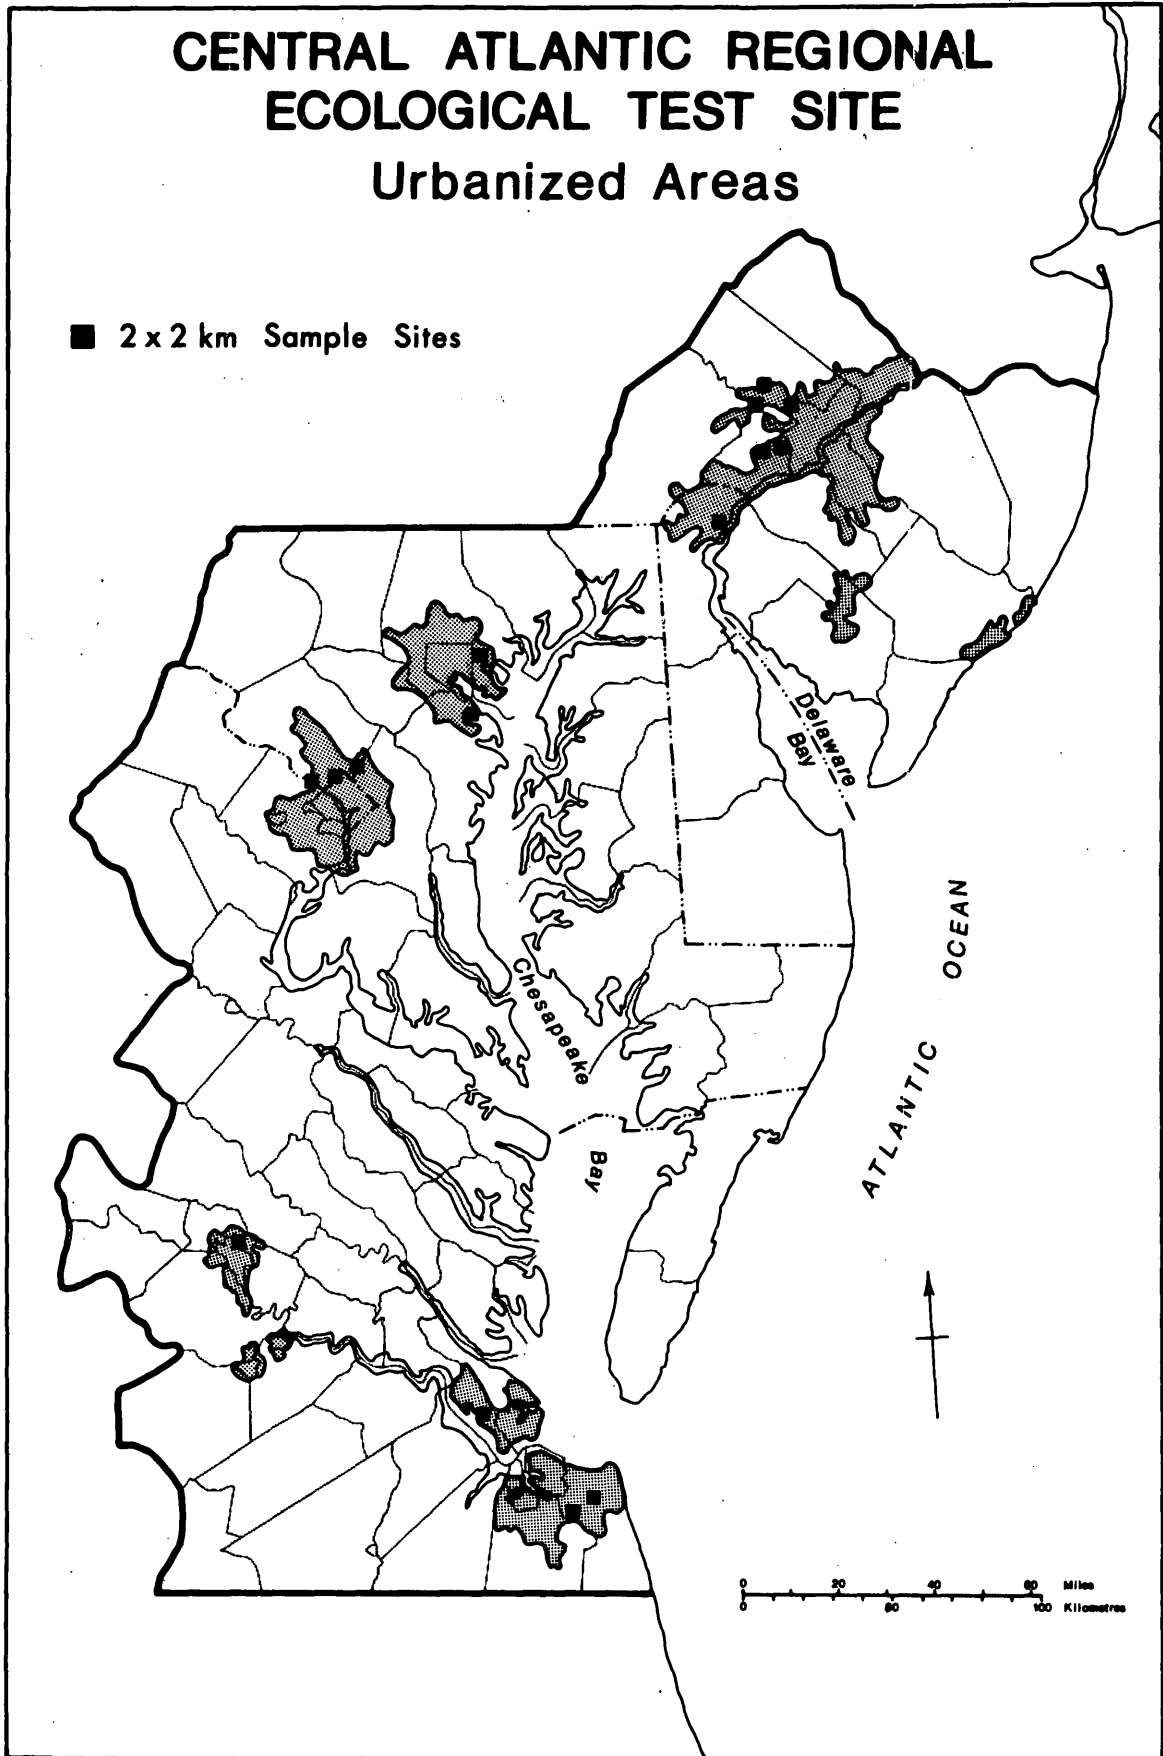 CENTRAL ATLANTIC REGIONAL
ECOLOGICAL TEST SITE
Urbanized Areas
2 x 2 km Sample Sites
Delaware
Bay
ATLANTIC OCEAN
Chesapeake
Bay
0 20 40 60 Miles
0 50 100 Kilometres